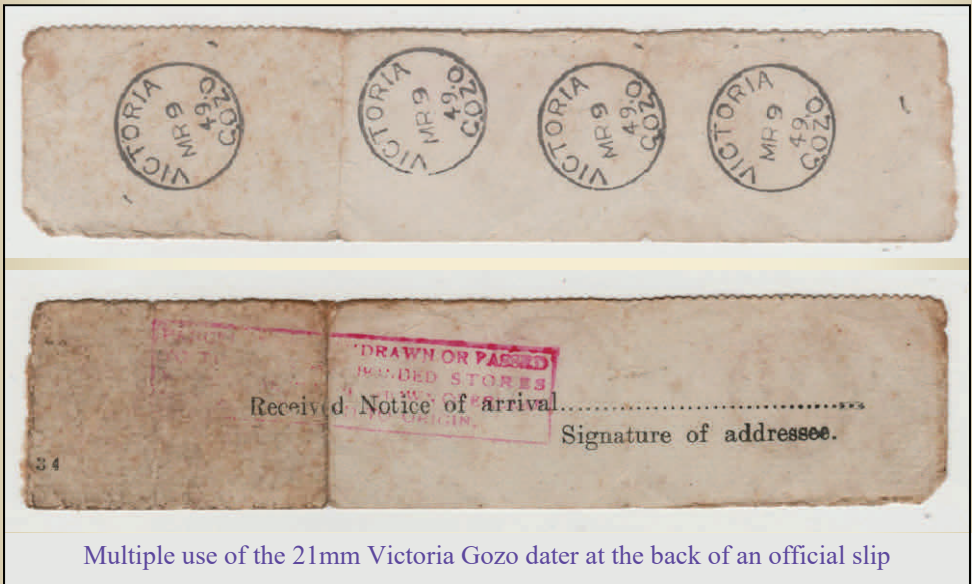 VICTORIA
MR 9
49.
GOZO
VICTORIA
MR 9
49.
GOZO
VICTORIA
MR 9
49.
GOZO
VICTORIA
MR 9
49.
GOZO
'DRAWN OR PASSED
STORES
ORIGIN.
Received Notice of arrival..............................
Signature of addressee.
34
Multiple use of the 21mm Victoria Gozo dater at the back of an official slip